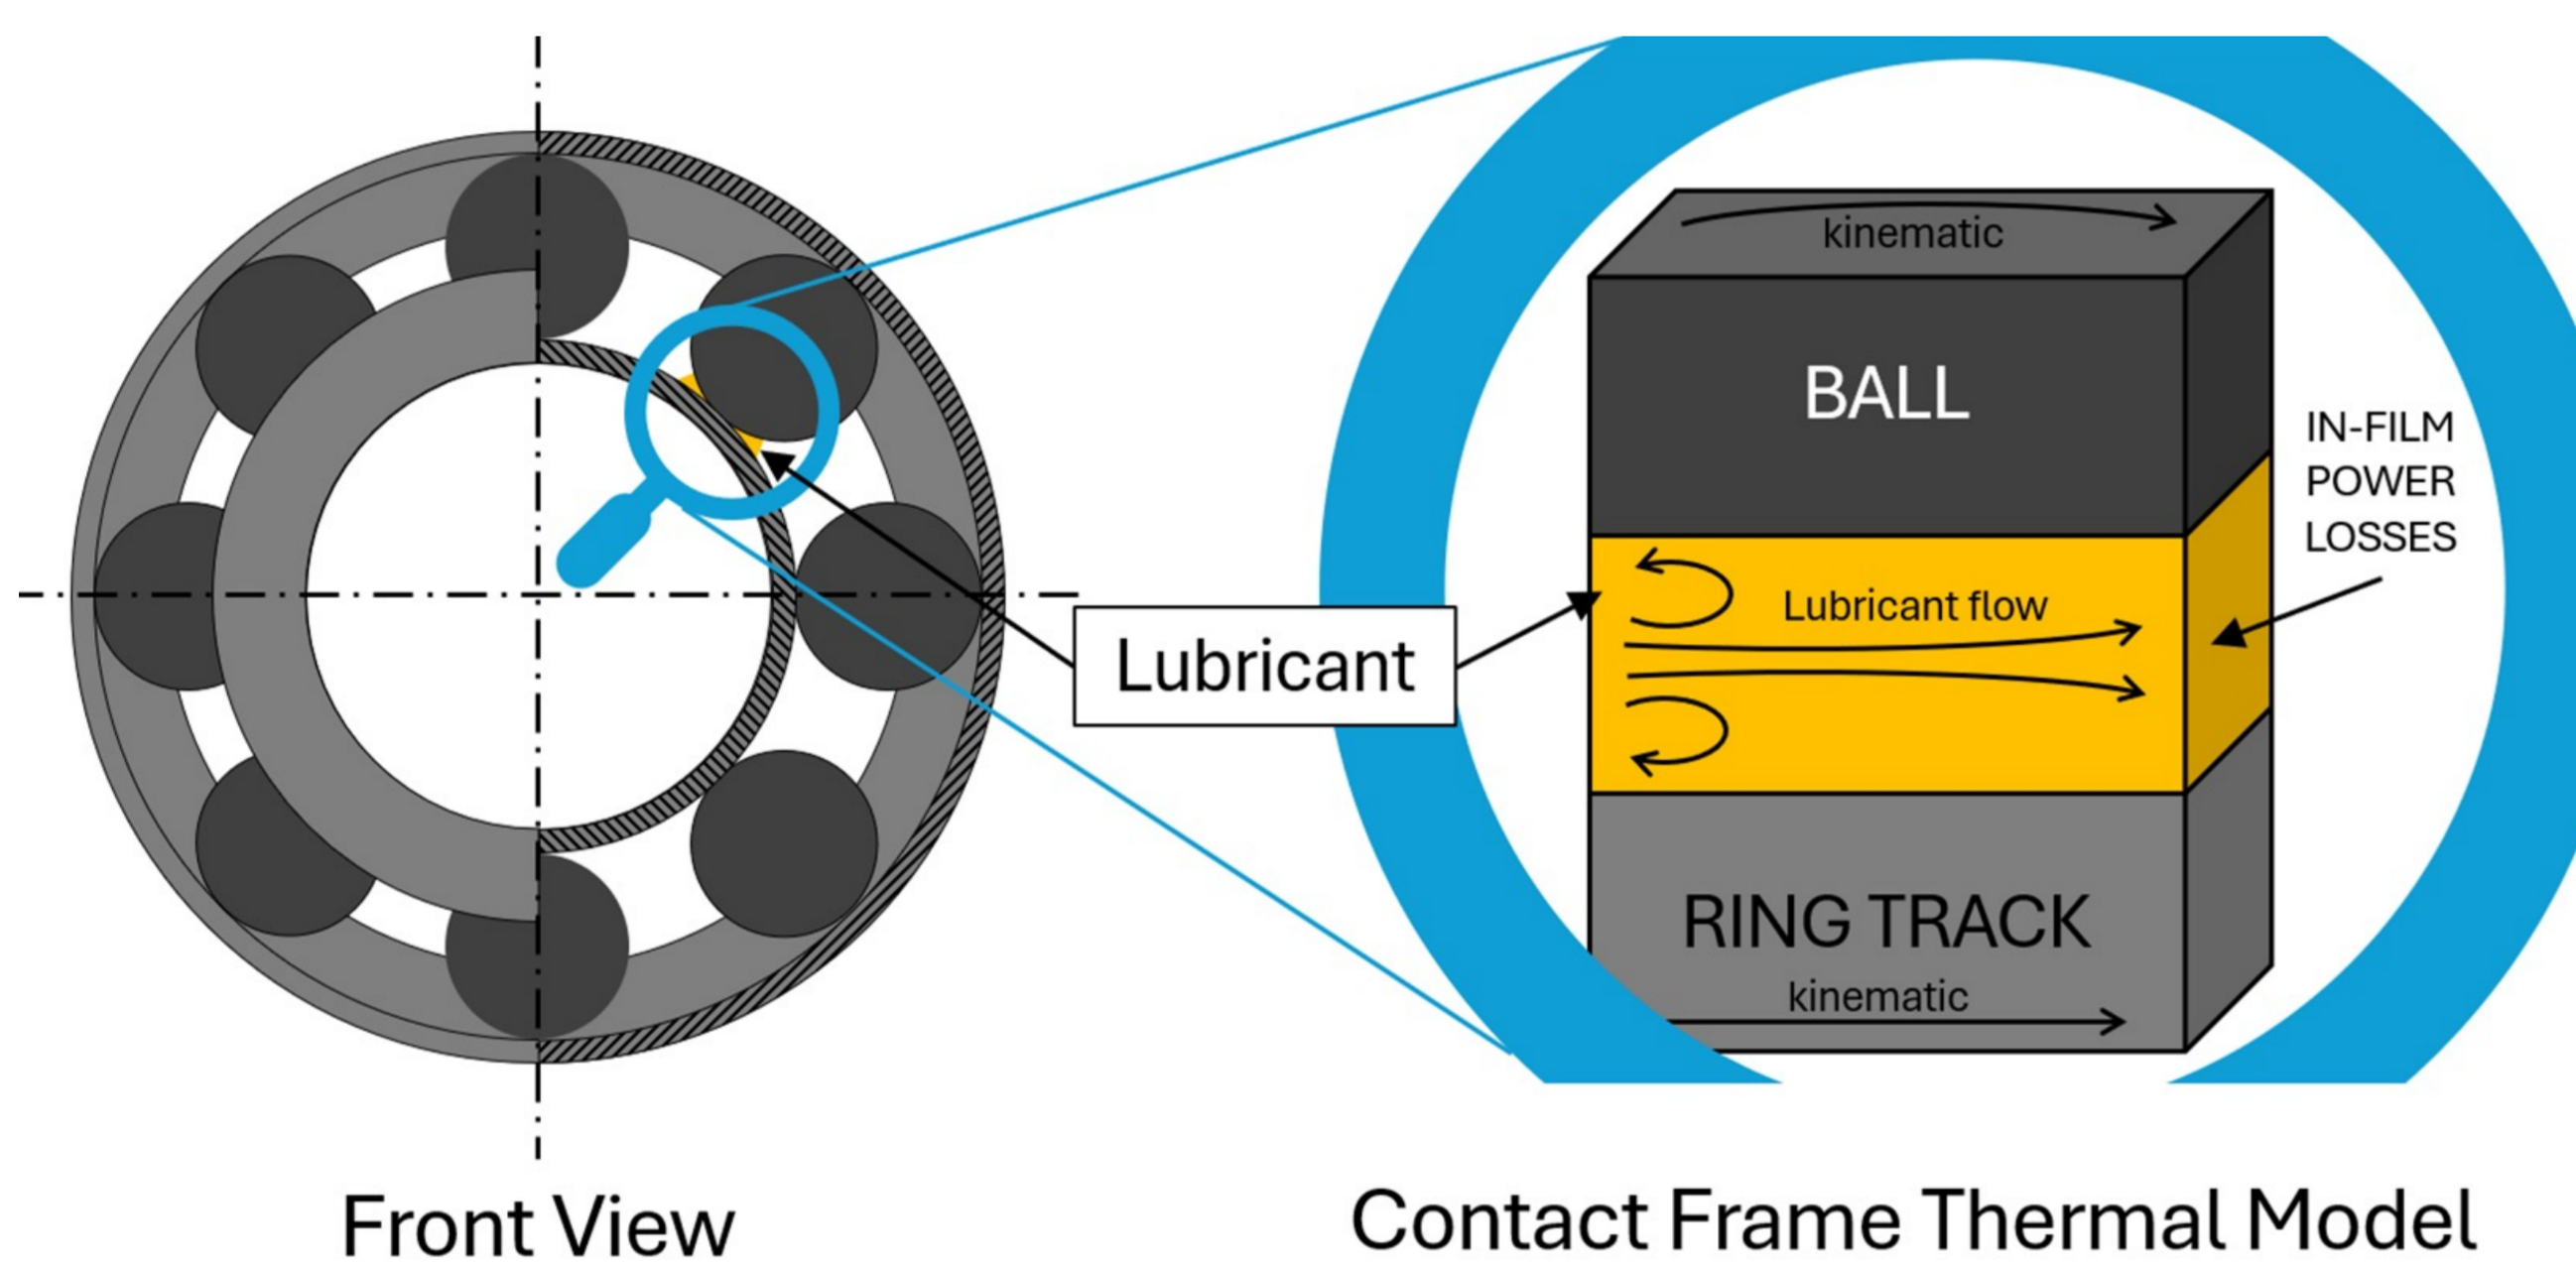 kinematic
BALL
IN-FILM
POWER
LOSSES
Lubricant flow
Lubricant
RING TRACK
kinematic
Front View
Contact Frame Thermal Model